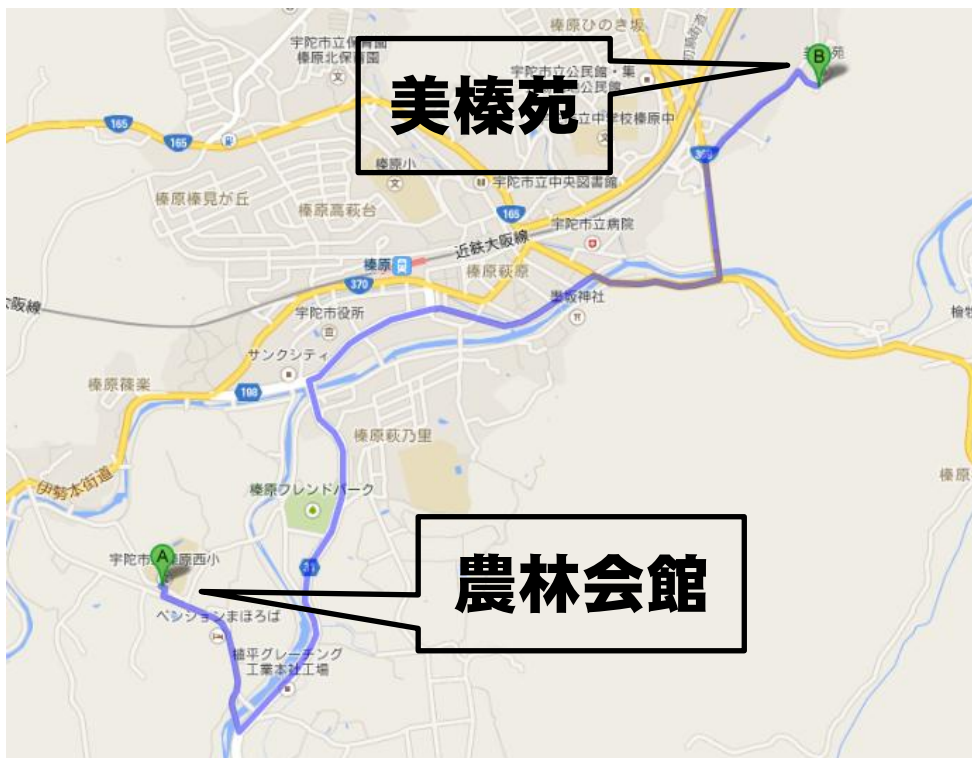 榛原ひのき坂
宇陀市立保育園
榛原北保育園
宇陀市立公民館・集
公民館
B
美榛苑
165
165
立中学校榛原中
榛原小
宇陀市立中央図書館
369
榛原榛見が丘
榛原高萩台
165
宇陀市立病院
近鉄大阪線
榛原
榛原萩原
370
大阪線
宇陀市役所
墨坂神社
檜牧
サンクシティ
榛原篠楽
198
榛原萩乃里
伊勢本街道
榛原フレンドパーク
榛原
A
宇陀市
榛原西小
31
農林会館
ペンションまほろば
植平グレーチング
工業本社工場